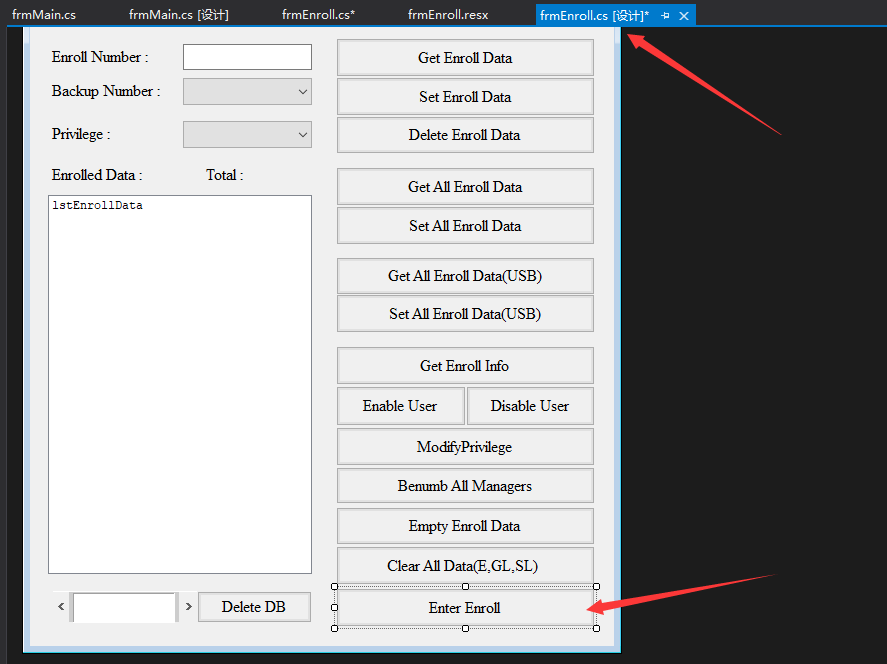 frmMain.cs frmMain.cs [设计] frmEnroll.cs* frmEnroll.resx frmEnroll.cs [设计]*
Enroll Number :
Backup Number :
Privilege :
Enrolled Data : Total :
lstEnrollData
Delete DB
Get Enroll Data
Set Enroll Data
Delete Enroll Data
Get All Enroll Data
Set All Enroll Data
Get All Enroll Data(USB)
Set All Enroll Data(USB)
Get Enroll Info
Enable User Disable User
ModifyPrivilege
Benumb All Managers
Empty Enroll Data
Clear All Data(E,GL,SL)
Enter Enroll